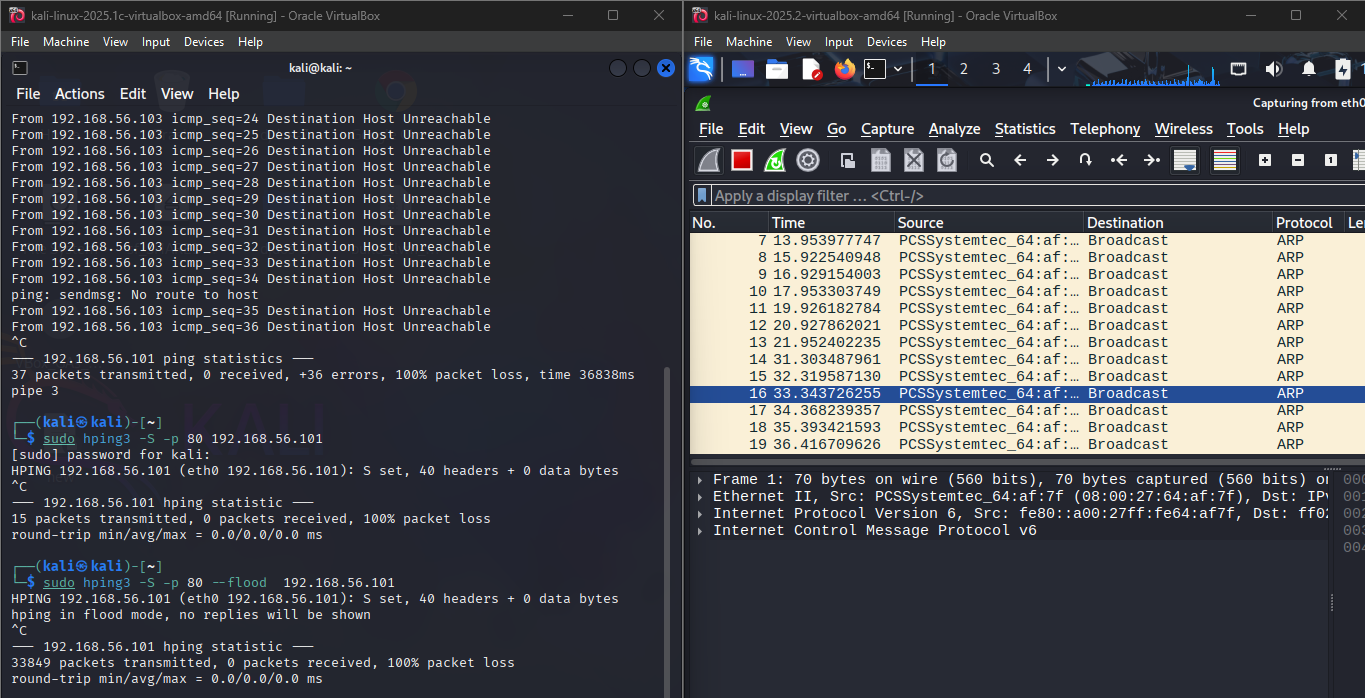 kali-linux-2025.1c-virtualbox-amd64 [Running] - Oracle VirtualBox
File Machine View Input Devices Help
kali@kali: ~
File Actions Edit View Help
From 192.168.56.103 icmp_seq=24 Destination Host Unreachable
From 192.168.56.103 icmp_seq=25 Destination Host Unreachable
From 192.168.56.103 icmp_seq=26 Destination Host Unreachable
From 192.168.56.103 icmp_seq=27 Destination Host Unreachable
From 192.168.56.103 icmp_seq=28 Destination Host Unreachable
From 192.168.56.103 icmp_seq=29 Destination Host Unreachable
From 192.168.56.103 icmp_seq=30 Destination Host Unreachable
From 192.168.56.103 icmp_seq=31 Destination Host Unreachable
From 192.168.56.103 icmp_seq=32 Destination Host Unreachable
From 192.168.56.103 icmp_seq=33 Destination Host Unreachable
From 192.168.56.103 icmp_seq=34 Destination Host Unreachable
ping: sendmsg: No route to host
From 192.168.56.103 icmp_seq=35 Destination Host Unreachable
From 192.168.56.103 icmp_seq=36 Destination Host Unreachable
^C
--- 192.168.56.101 ping statistics ---
37 packets transmitted, 0 received, +36 errors, 100% packet loss, time 36838ms
pipe 3
┌──(kali㉿kali)-[~]
└─$ sudo hping3 -S -p 80 192.168.56.101
[sudo] password for kali:
HPING 192.168.56.101 (eth0 192.168.56.101): S set, 40 headers + 0 data bytes
^C
--- 192.168.56.101 hping statistic ---
15 packets transmitted, 0 packets received, 100% packet loss
round-trip min/avg/max = 0.0/0.0/0.0 ms
┌──(kali㉿kali)-[~]
└─$ sudo hping3 -S -p 80 --flood  192.168.56.101
HPING 192.168.56.101 (eth0 192.168.56.101): S set, 40 headers + 0 data bytes
hping in flood mode, no replies will be shown
^C
--- 192.168.56.101 hping statistic ---
33849 packets transmitted, 0 packets received, 100% packet loss
round-trip min/avg/max = 0.0/0.0/0.0 ms
kali-linux-2025.2-virtualbox-amd64 [Running] - Oracle VirtualBox
File Machine View Input Devices Help
1 2 3 4
Capturing from eth0
File Edit View Go Capture Analyze Statistics Telephony Wireless Tools Help
Apply a display filter … <Ctrl-/>
No. Time Source Destination Protocol Len
7 13.953977747 PCSSystemtec_64:af:… Broadcast ARP
8 15.922540948 PCSSystemtec_64:af:… Broadcast ARP
9 16.929154003 PCSSystemtec_64:af:… Broadcast ARP
10 17.953303749 PCSSystemtec_64:af:… Broadcast ARP
11 19.926182784 PCSSystemtec_64:af:… Broadcast ARP
12 20.927862021 PCSSystemtec_64:af:… Broadcast ARP
13 21.952402235 PCSSystemtec_64:af:… Broadcast ARP
14 31.303487961 PCSSystemtec_64:af:… Broadcast ARP
15 32.319587130 PCSSystemtec_64:af:… Broadcast ARP
16 33.343726255 PCSSystemtec_64:af:… Broadcast ARP
17 34.368239357 PCSSystemtec_64:af:… Broadcast ARP
18 35.393421593 PCSSystemtec_64:af:… Broadcast ARP
19 36.416709626 PCSSystemtec_64:af:… Broadcast ARP
Frame 1: 70 bytes on wire (560 bits), 70 bytes captured (560 bits) on
Ethernet II, Src: PCSSystemtec_64:af:7f (08:00:27:64:af:7f), Dst: IPv
Internet Protocol Version 6, Src: fe80::a00:27ff:fe64:af7f, Dst: ff02
Internet Control Message Protocol v6
000
001
002
003
004